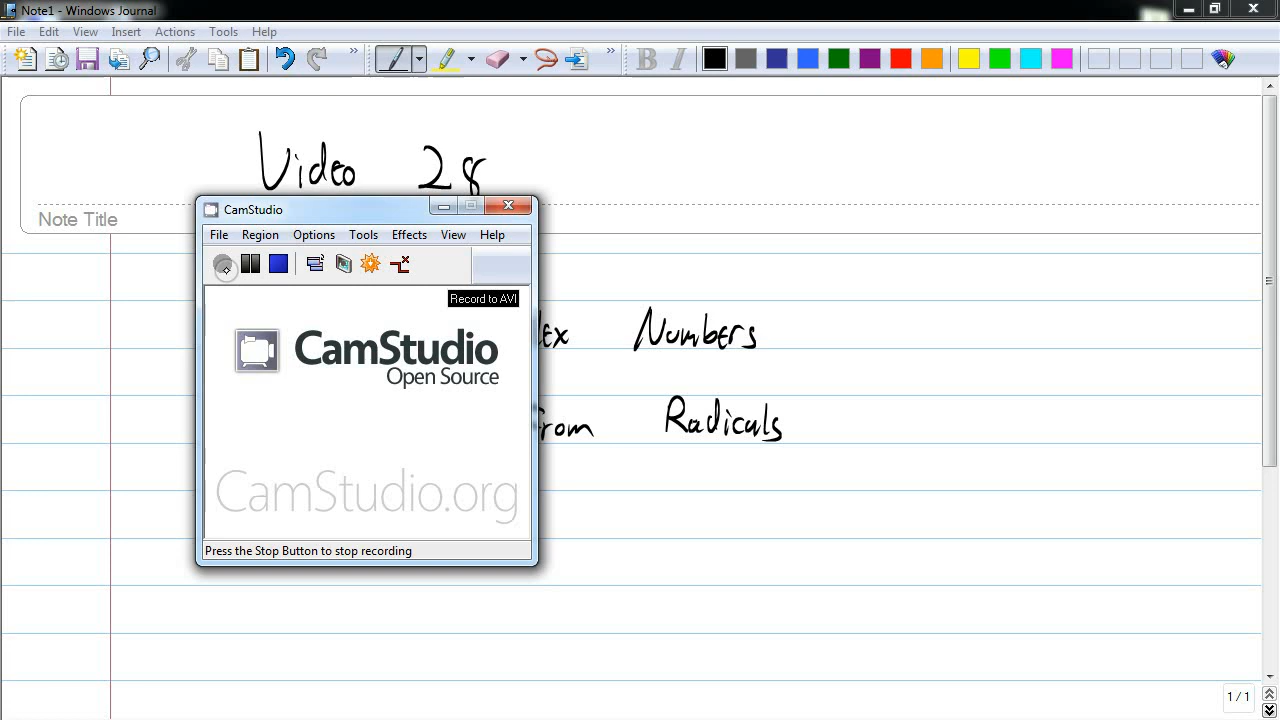 Note1 - Windows Journal
File Edit View Insert Actions Tools Help
B I
Video 28
Note Title
CamStudio
File Region Options Tools Effects View Help
Record to AVI
CamStudio
Open Source
Numbers
from Radicals
CamStudio.org
Press the Stop Button to stop recording
1 / 1